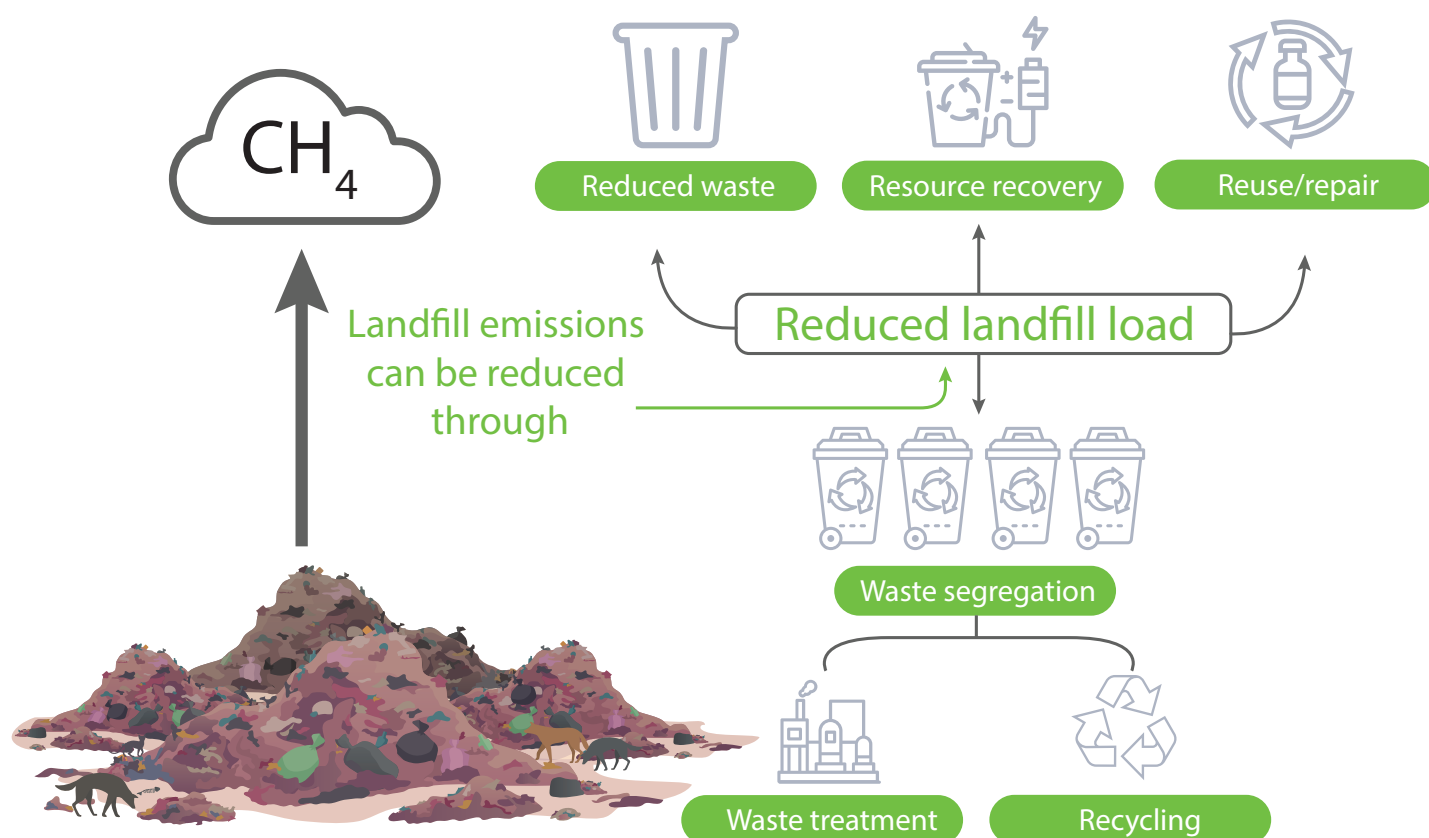 CH4
Reduced waste
Resource recovery
Reuse/repair
Landfill emissions
can be reduced
through
Reduced landfill load
Waste segregation
Waste treatment
Recycling